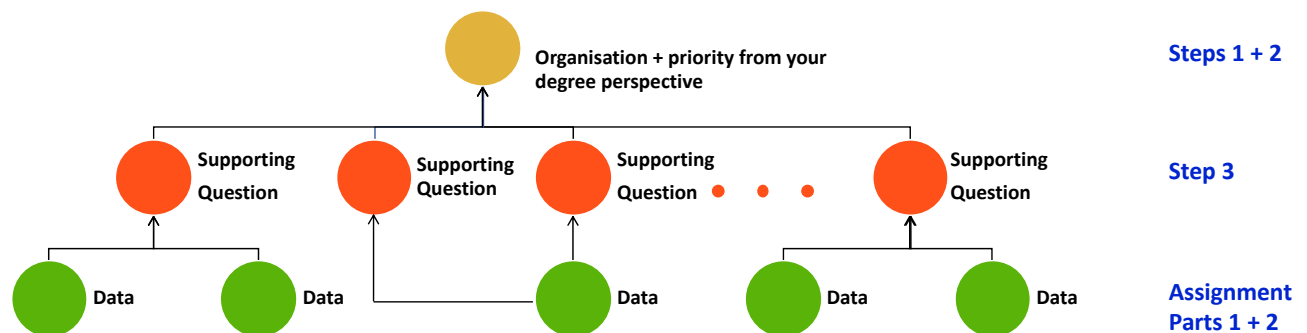 Organisation + priority from your
degree perspective
Steps 1 + 2
Supporting
Question
Supporting
Question
Supporting
Question
Supporting
Question
Step 3
Data
Data
Data
Data
Data
Assignment
Parts 1 + 2